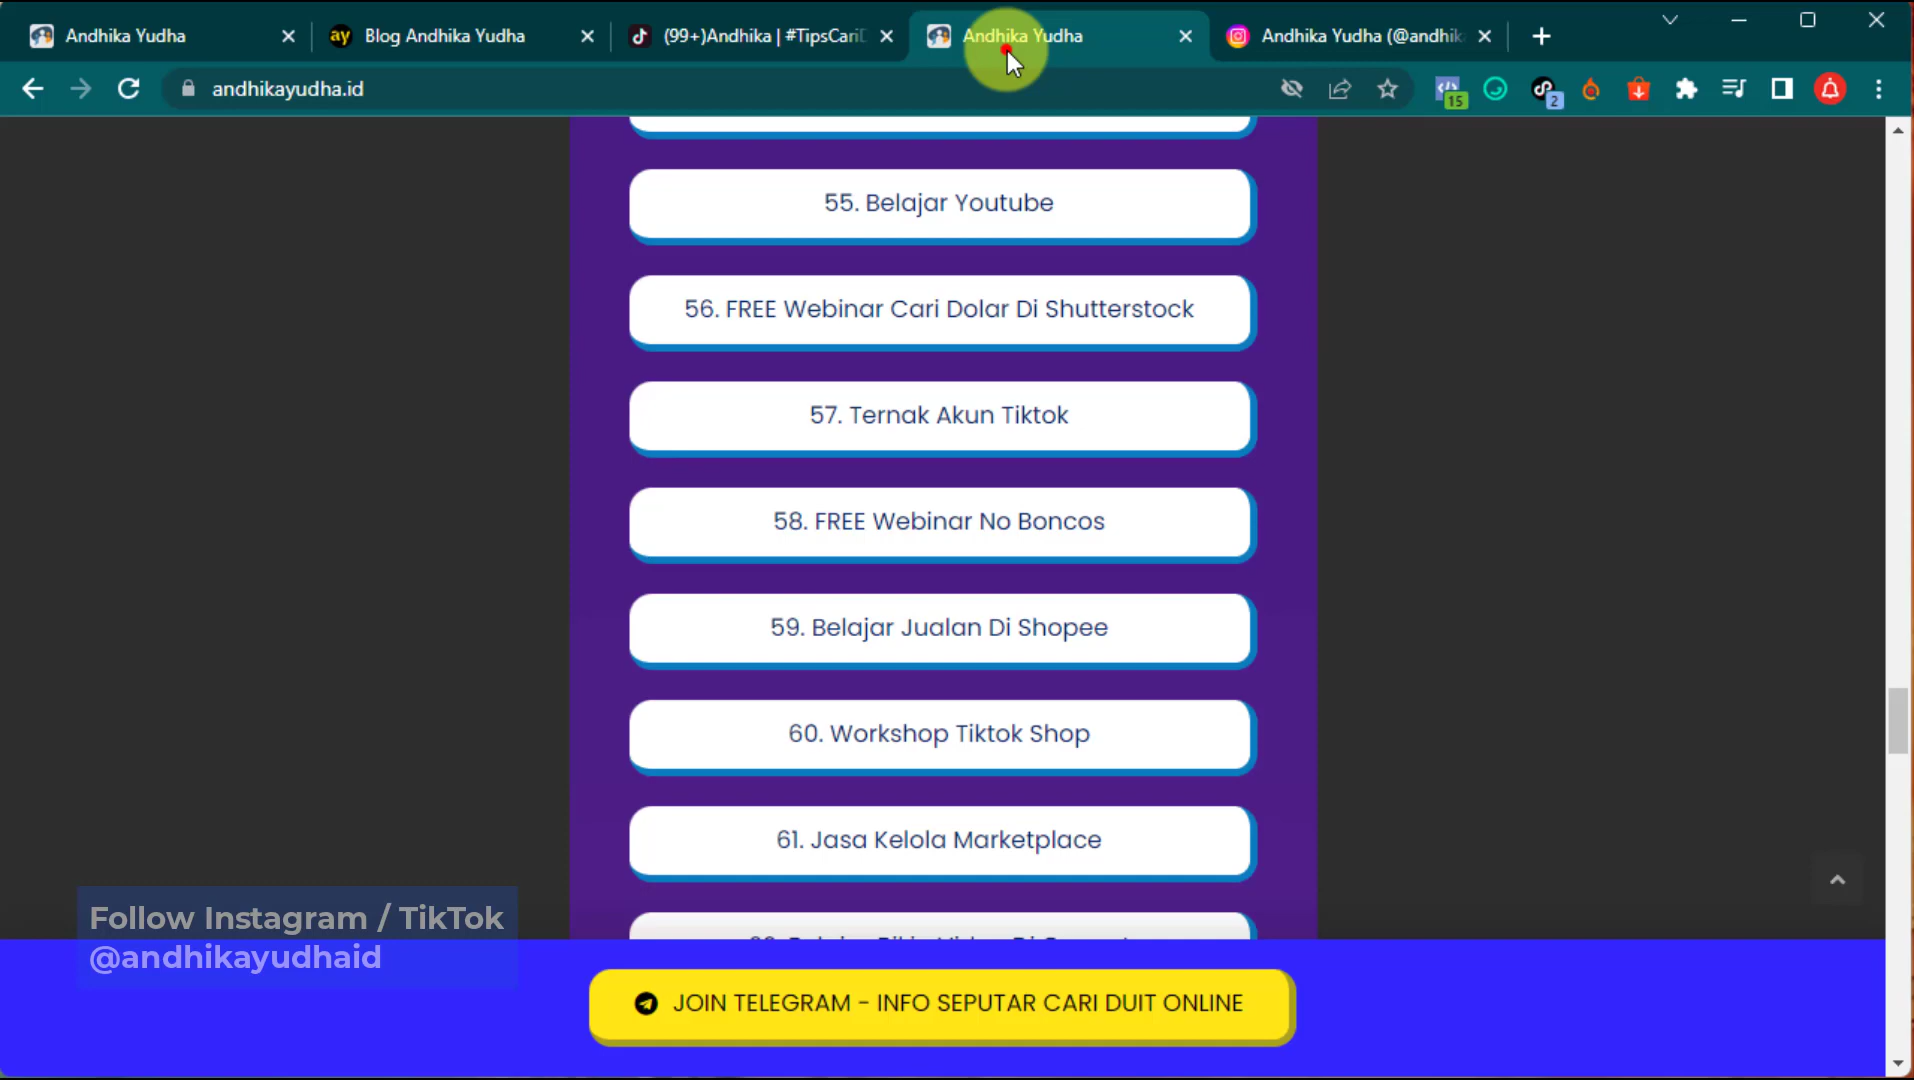 Andhika Yudha
ay
Blog Andhika Yudha
(99+)Andhika | #TipsCari
Andhika Yudha
Andhika Yudha (@andhik
andhikayudha.id
15
2
55. Belajar Youtube
56. FREE Webinar Cari Dolar Di Shutterstock
57. Ternak Akun Tiktok
58. FREE Webinar No Boncos
59. Belajar Jualan Di Shopee
60. Workshop Tiktok Shop
61. Jasa Kelola Marketplace
Follow Instagram / TikTok
@andhikayudhaid
JOIN TELEGRAM - INFO SEPUTAR CARI DUIT ONLINE